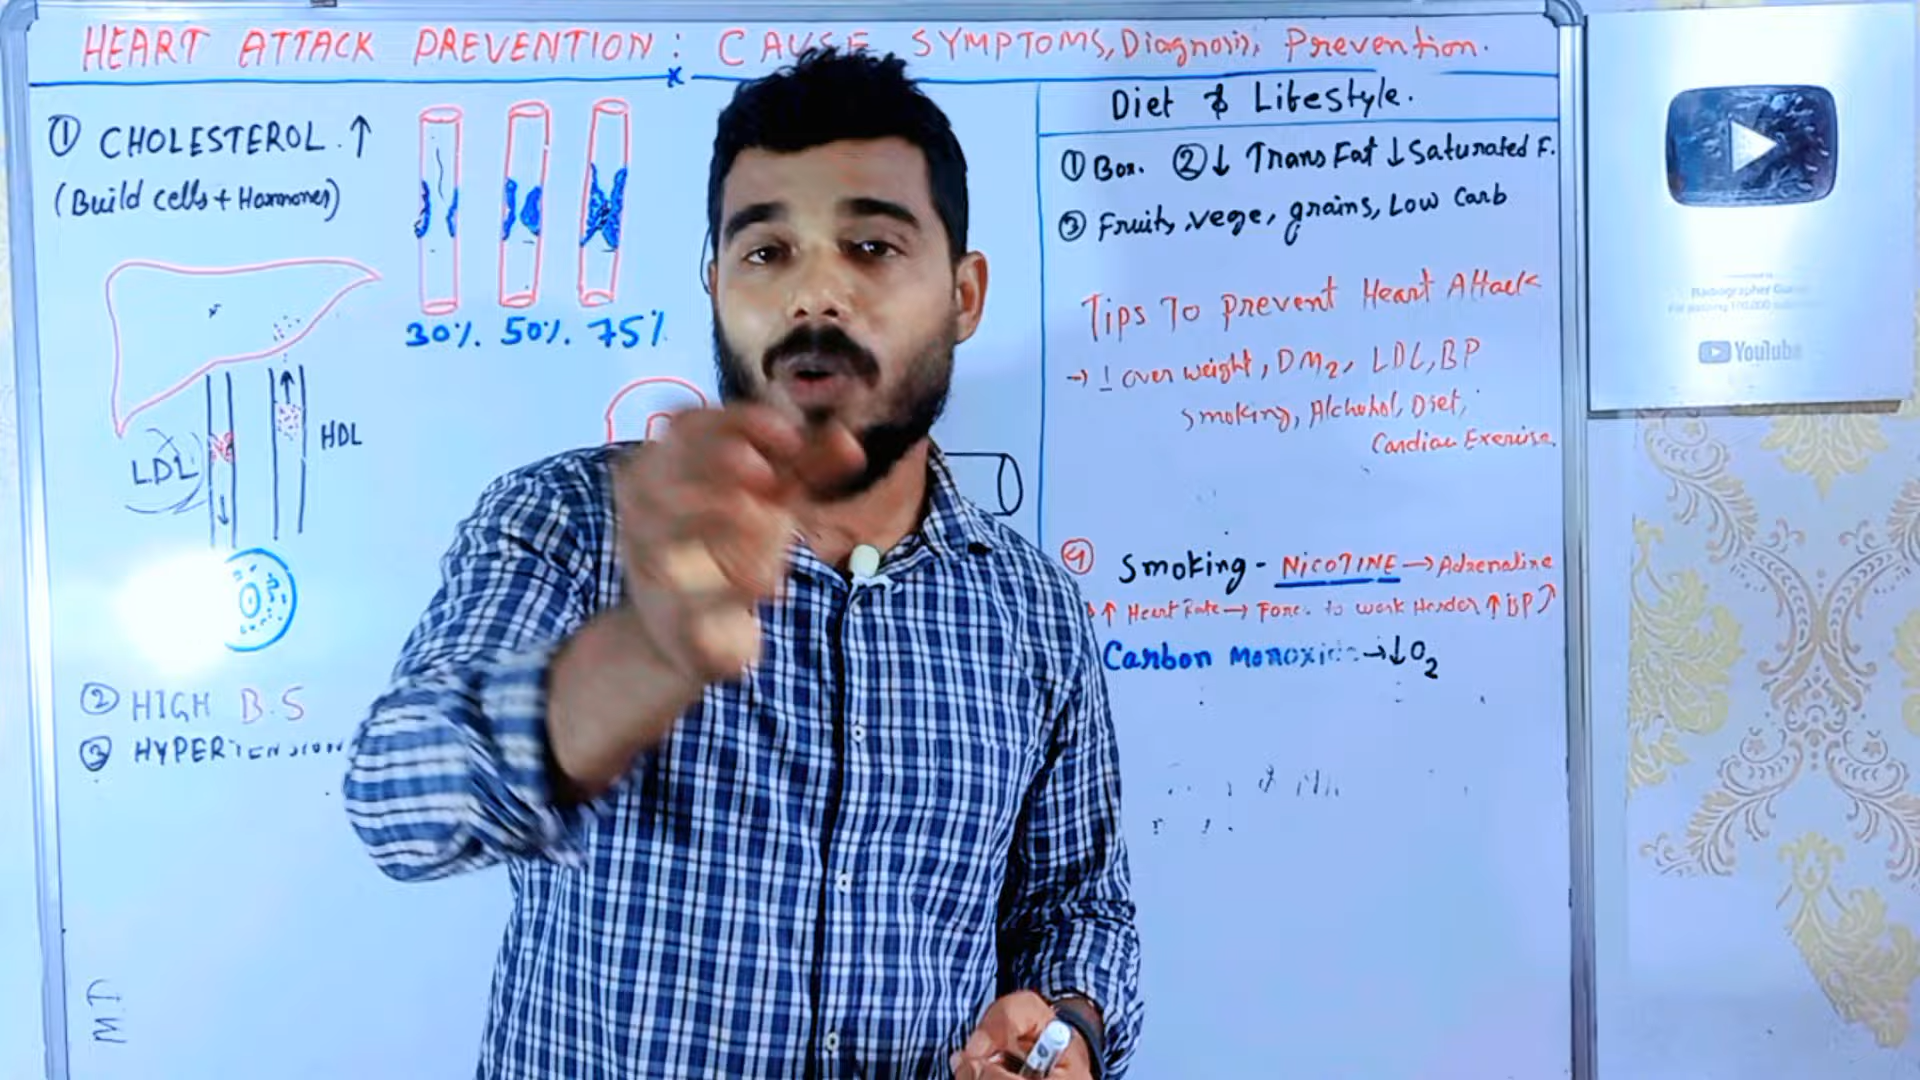 HEART ATTACK PREVENTION: CAUSE SYMPTOMS, Diagnosis, Prevention.
① CHOLESTEROL. ↑
(Build cells + Harmones)
30%. 50%. 75%
LDL
HDL
② HIGH B.S
③ HYPERTENSION
M.T
Diet & Lifestyle.
① Box. ② ↓ Trans Fat ↓ Saturated F.
③ Fruits, vege, grains, Low Carb
Tips To prevent Heart Attack
→ ! over weight, DM2, LDL, BP
Smoking, Alchohol, Diet,
Cardiac Exercise.
④ Smoking - NICOTINE → Adrenaline
↑ Heart Rate → Forc. to work Harder ↑ BP
Carbon Monoxide → ↓ O2
Radiographer
YouTube